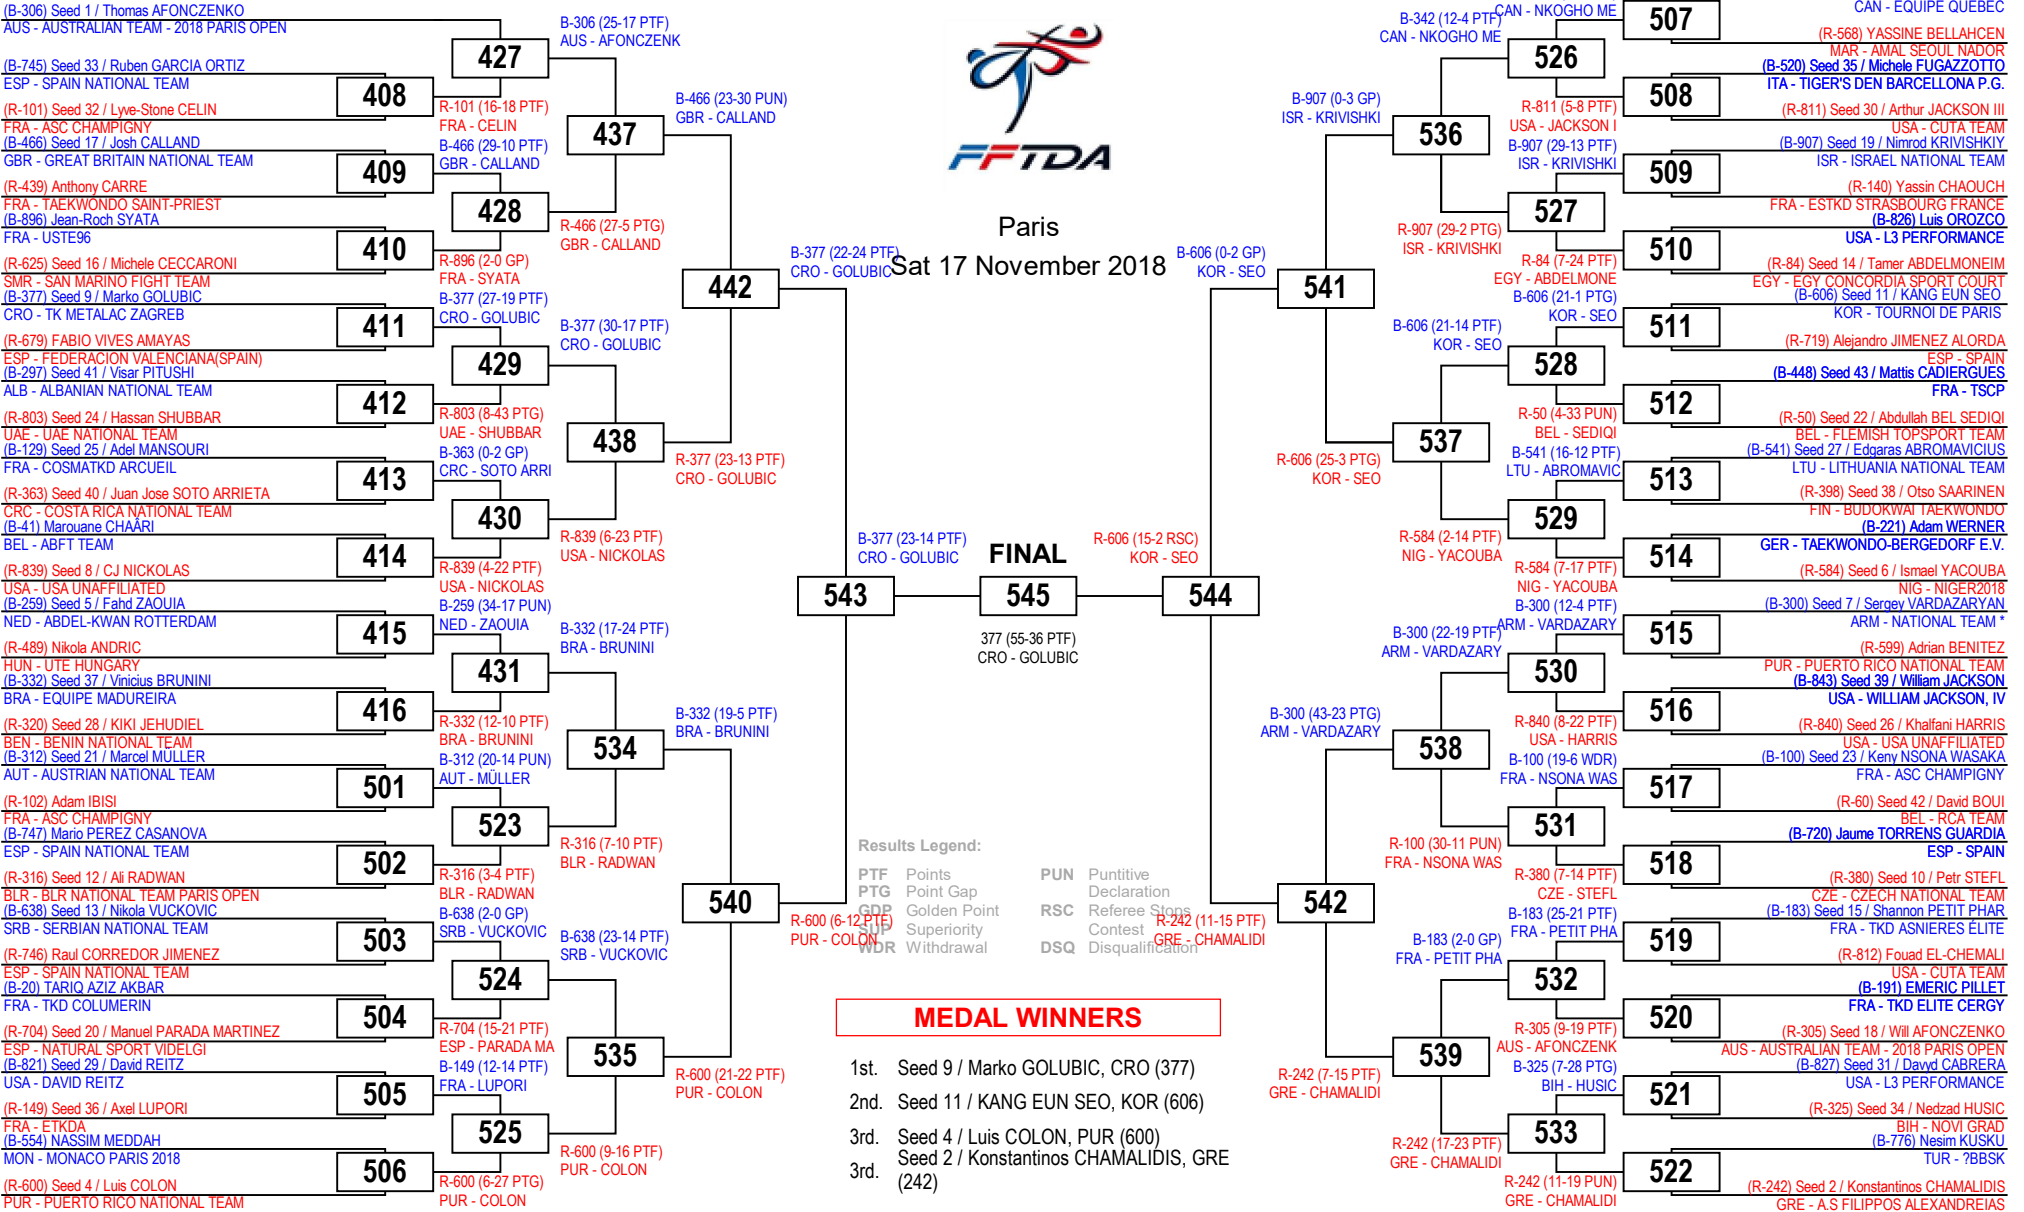 (B-306) Seed 1 / Thomas AFONCZENKO
AUS - AUSTRALIAN TEAM - 2018 PARIS OPEN
(B-745) Seed 33 / Ruben GARCIA ORTIZ
ESP - SPAIN NATIONAL TEAM
(R-101) Seed 32 / Lyve-Stone CELIN
FRA - ASC CHAMPIGNY
(B-466) Seed 17 / Josh CALLAND
GBR - GREAT BRITAIN NATIONAL TEAM
(R-439) Anthony CARRE
FRA - TAEKWONDO SAINT-PRIEST
(B-896) Jean-Roch SYATA
FRA - USTE96
(R-625) Seed 16 / Michele CECCARONI
SMR - SAN MARINO FIGHT TEAM
(B-377) Seed 9 / Marko GOLUBIC
CRO - TK METALAC ZAGREB
(R-679) FABIO VIVES AMAYAS
ESP - FEDERACION VALENCIANA(SPAIN)
(B-297) Seed 41 / Visar PITUSHI
ALB - ALBANIAN NATIONAL TEAM
(R-803) Seed 24 / Hassan SHUBBAR
UAE - UAE NATIONAL TEAM
(B-129) Seed 25 / Adel MANSOURI
FRA - COSMATKD ARCUEIL
(R-363) Seed 40 / Juan Jose SOTO ARRIETA
CRC - COSTA RICA NATIONAL TEAM
(B-41) Marouane CHAÂRI
BEL - ABFT TEAM
(R-839) Seed 8 / CJ NICKOLAS
USA - USA UNAFFILIATED
(B-259) Seed 5 / Fahd ZAOUIA
NED - ABDEL-KWAN ROTTERDAM
(R-489) Nikola ANDRIC
HUN - UTE HUNGARY
(B-332) Seed 37 / Vinicius BRUNINI
BRA - EQUIPE MADUREIRA
(R-320) Seed 28 / KIKI JEHUDIEL
BEN - BENIN NATIONAL TEAM
(B-312) Seed 21 / Marcel MÜLLER
AUT - AUSTRIAN NATIONAL TEAM
(R-102) Adam IBISI
FRA - ASC CHAMPIGNY
(B-747) Mario PEREZ CASANOVA
ESP - SPAIN NATIONAL TEAM
(R-316) Seed 12 / Ali RADWAN
BLR - BLR NATIONAL TEAM PARIS OPEN
(B-638) Seed 13 / Nikola VUCKOVIC
SRB - SERBIAN NATIONAL TEAM
(R-746) Raul CORREDOR JIMENEZ
ESP - SPAIN NATIONAL TEAM
(B-20) TARIQ AZIZ AKBAR
FRA - TKD COLUMERIN
(R-704) Seed 20 / Manuel PARADA MARTINEZ
ESP - NATURAL SPORT VIDELGI
(B-821) Seed 29 / David REITZ
USA - DAVID REITZ
(R-149) Seed 36 / Axel LUPORI
FRA - ETKDA
(B-554) NASSIM MEDDAH
MON - MONACO PARIS 2018
(R-600) Seed 4 / Luis COLON
PUR - PUERTO RICO NATIONAL TEAM
408
409
410
411
412
413
414
415
416
501
502
503
504
505
506
B-306 (25-17 PTF)
AUS - AFONCZENK
427
R-101 (16-18 PTF)
FRA - CELIN
B-466 (29-10 PTF)
GBR - CALLAND
428
R-896 (2-0 GP)
FRA - SYATA
B-377 (27-19 PTF)
CRO - GOLUBIC
429
R-803 (8-43 PTG)
UAE - SHUBBAR
B-363 (0-2 GP)
CRC - SOTO ARRI
430
R-839 (4-22 PTF)
USA - NICKOLAS
B-259 (34-17 PUN)
NED - ZAOUIA
431
R-332 (12-10 PTF)
BRA - BRUNINI
B-312 (20-14 PUN)
AUT - MÜLLER
523
R-316 (3-4 PTF)
BLR - RADWAN
B-638 (2-0 GP)
SRB - VUCKOVIC
524
R-704 (15-21 PTF)
ESP - PARADA MA
B-149 (12-14 PTF)
FRA - LUPORI
525
R-600 (6-27 PTG)
PUR - COLON
B-466 (23-30 PUN)
GBR - CALLAND
437
R-466 (27-5 PTG)
GBR - CALLAND
B-377 (30-17 PTF)
CRO - GOLUBIC
438
R-839 (6-23 PTF)
USA - NICKOLAS
B-332 (17-24 PTF)
BRA - BRUNINI
534
R-316 (7-10 PTF)
BLR - RADWAN
B-638 (23-14 PTF)
SRB - VUCKOVIC
535
R-600 (9-16 PTF)
PUR - COLON
B-377 (22-24 PTF)
CRO - GOLUBIC
442
R-377 (23-13 PTF)
CRO - GOLUBIC
B-332 (19-5 PTF)
BRA - BRUNINI
540
R-600 (21-22 PTF)
PUR - COLON
B-377 (23-14 PTF)
CRO - GOLUBIC
543
R-600 (6-12 PTF)
PUR - COLON
FFTDA
Paris
Sat 17 November 2018
FINAL
545
377 (55-36 PTF)
CRO - GOLUBIC
Results Legend:
PTF Points
PTG Point Gap
GDP Golden Point
SUP Superiority
WDR Withdrawal
PUN Puntitive
Declaration
RSC Referee Stops
Contest
DSQ Disqualification
MEDAL WINNERS
1st. Seed 9 / Marko GOLUBIC, CRO (377)
2nd. Seed 11 / KANG EUN SEO, KOR (606)
3rd. Seed 4 / Luis COLON, PUR (600)
3rd. Seed 2 / Konstantinos CHAMALIDIS, GRE
(242)
R-606 (15-2 RSC)
KOR - SEO
544
R-242 (11-15 PTF)
GRE - CHAMALIDI
B-606 (0-2 GP)
KOR - SEO
541
R-606 (25-3 PTG)
KOR - SEO
B-300 (43-23 PTG)
ARM - VARDAZARY
542
R-242 (7-15 PTF)
GRE - CHAMALIDI
B-907 (0-3 GP)
ISR - KRIVISHKI
536
R-907 (29-2 PTG)
ISR - KRIVISHKI
B-606 (21-14 PTF)
KOR - SEO
537
R-584 (2-14 PTF)
NIG - YACOUBA
B-300 (22-19 PTF)
ARM - VARDAZARY
538
R-100 (30-11 PUN)
FRA - NSONA WAS
B-183 (2-0 GP)
FRA - PETIT PHA
539
R-242 (17-23 PTF)
GRE - CHAMALIDI
B-342 (12-4 PTF)
CAN - NKOGHO ME
CAN - NKOGHO ME
526
R-811 (5-8 PTF)
USA - JACKSON I
B-907 (29-13 PTF)
ISR - KRIVISHKI
527
R-84 (7-24 PTF)
EGY - ABDELMONE
B-606 (21-1 PTG)
KOR - SEO
528
R-50 (4-33 PUN)
BEL - SEDIQI
B-541 (16-12 PTF)
LTU - ABROMAVIC
529
R-584 (7-17 PTF)
NIG - YACOUBA
B-300 (12-4 PTF)
ARM - VARDAZARY
530
R-840 (8-22 PTF)
USA - HARRIS
B-100 (19-6 WDR)
FRA - NSONA WAS
531
R-380 (7-14 PTF)
CZE - STEFL
B-183 (25-21 PTF)
FRA - PETIT PHA
532
R-305 (9-19 PTF)
AUS - AFONCZENK
B-325 (7-28 PTG)
BIH - HUSIC
533
R-242 (11-19 PUN)
GRE - CHAMALIDI
507
508
509
510
511
512
513
514
515
516
517
518
519
520
521
522
CAN - EQUIPE QUEBEC
(R-568) YASSINE BELLAHCEN
MAR - AMAL SEOUL NADOR
(B-520) Seed 35 / Michele FUGAZZOTTO
ITA - TIGER'S DEN BARCELLONA P.G.
(R-811) Seed 30 / Arthur JACKSON III
USA - CUTA TEAM
(B-907) Seed 19 / Nimrod KRIVISHKIY
ISR - ISRAEL NATIONAL TEAM
(R-140) Yassin CHAOUCH
FRA - ESTKD STRASBOURG FRANCE
(B-826) Luis OROZCO
USA - L3 PERFORMANCE
(R-84) Seed 14 / Tamer ABDELMONEIM
EGY - EGY CONCORDIA SPORT COURT
(B-606) Seed 11 / KANG EUN SEO
KOR - TOURNOI DE PARIS
(R-719) Alejandro JIMENEZ ALORDA
ESP - SPAIN
(B-448) Seed 43 / Mattis CADIERGUES
FRA - TSCP
(R-50) Seed 22 / Abdullah BEL SEDIQI
BEL - FLEMISH TOPSPORT TEAM
(B-541) Seed 27 / Edgaras ABROMAVICIUS
LTU - LITHUANIA NATIONAL TEAM
(R-398) Seed 38 / Otso SAARINEN
FIN - BUDOKWAI TAEKWONDO
(B-221) Adam WERNER
GER - TAEKWONDO-BERGEDORF E.V.
(R-584) Seed 6 / Ismael YACOUBA
NIG - NIGER2018
(B-300) Seed 7 / Sergey VARDAZARYAN
ARM - NATIONAL TEAM *
(R-599) Adrian BENITEZ
PUR - PUERTO RICO NATIONAL TEAM
(B-843) Seed 39 / William JACKSON
USA - WILLIAM JACKSON, IV
(R-840) Seed 26 / Khalfani HARRIS
USA - USA UNAFFILIATED
(B-100) Seed 23 / Keny NSONA WASAKA
FRA - ASC CHAMPIGNY
(R-60) Seed 42 / David BOUI
BEL - RCA TEAM
(B-720) Jaume TORRENS GUARDIA
ESP - SPAIN
(R-380) Seed 10 / Petr STEFL
CZE - CZECH NATIONAL TEAM
(B-183) Seed 15 / Shannon PETIT PHAR
FRA - TKD ASNIERES ÉLITE
(R-812) Fouad EL-CHEMALI
USA - CUTA TEAM
(B-191) EMERIC PILLET
FRA - TKD ELITE CERGY
(R-305) Seed 18 / Will AFONCZENKO
AUS - AUSTRALIAN TEAM - 2018 PARIS OPEN
(B-827) Seed 31 / Davyd CABRERA
USA - L3 PERFORMANCE
(R-325) Seed 34 / Nedzad HUSIC
BIH - NOVI GRAD
(B-776) Nesim KUSKU
TUR - ?BBSK
(R-242) Seed 2 / Konstantinos CHAMALIDIS
GRE - A.S FILIPPOS ALEXANDREIAS